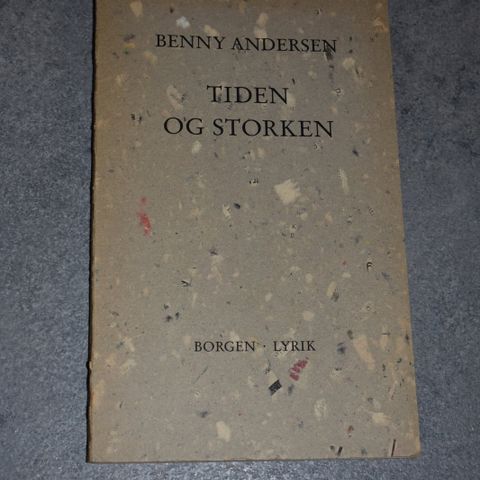 BENNY ANDERSEN
TIDEN
OG STORKEN
BORGEN · LYRIK